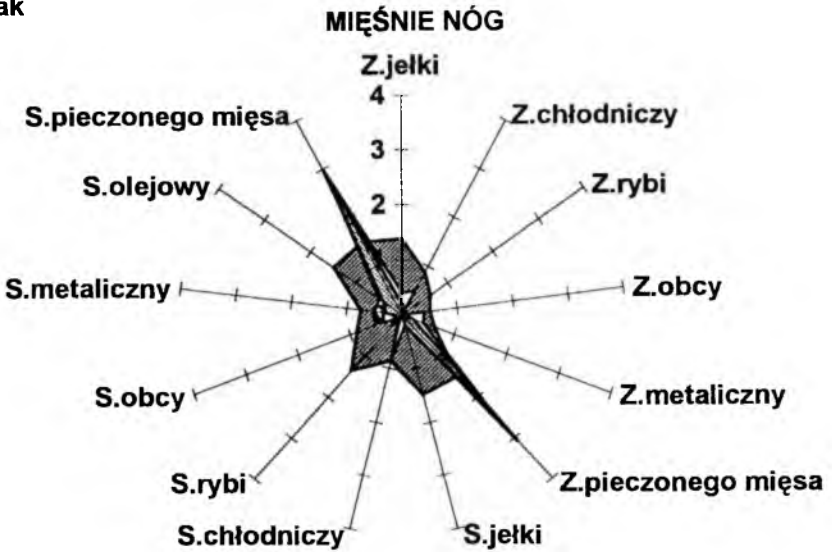 ak
MIĘŚNIE NÓG
Z.jełki
4
S.pieczonego mięsa
Z.chłodniczy
3
S.olejowy
Z.rybi
2
S.metaliczny
Z.obcy
0
S.obcy
Z.metaliczny
S.rybi
Z.pieczonego mięsa
S.chłodniczy
S.jełki